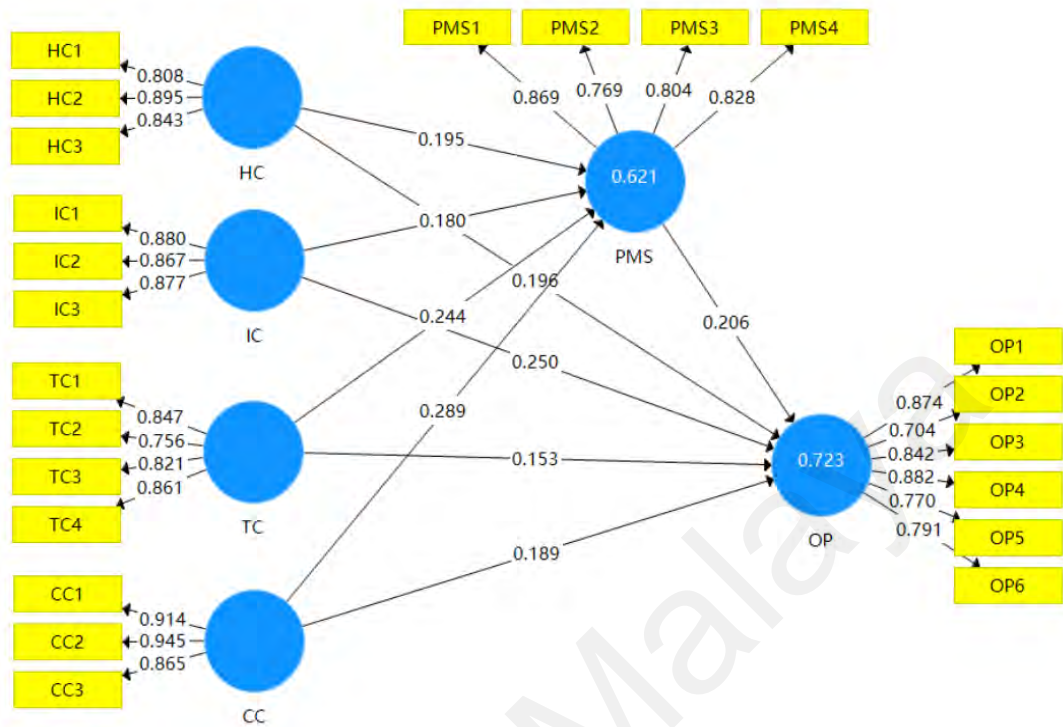 PMS1 PMS2 PMS3 PMS4
0.869 0.769 0.804 0.828
0.621
PMS
HC1
HC2
HC3
0.808
0.895
0.843
HC
IC1
IC2
IC3
0.880
0.867
0.877
IC
TC1
TC2
TC3
TC4
0.847
0.756
0.821
0.861
TC
CC1
CC2
CC3
0.914
0.945
0.865
CC
0.195
0.180
0.196
0.244
0.250
0.289
0.153
0.189
0.206
0.723
OP
0.874
0.704
0.842
0.882
0.770
0.791
OP1
OP2
OP3
OP4
OP5
OP6
Malaya